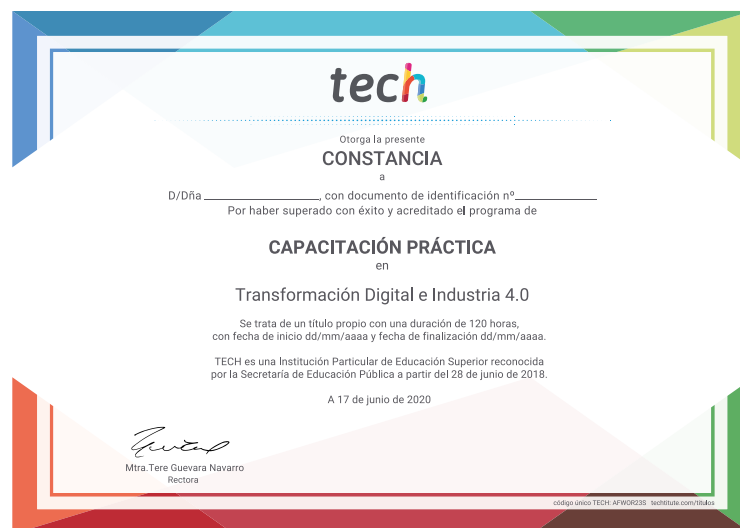 tech
Otorga la presente
CONSTANCIA
a
D/Dña ____________________, con documento de identificación nº______________
Por haber superado con éxito y acreditado el programa de
CAPACITACIÓN PRÁCTICA
en
Transformación Digital e Industria 4.0
Se trata de un título propio con una duración de 120 horas,
con fecha de inicio dd/mm/aaaa y fecha de finalización dd/mm/aaaa.
TECH es una Institución Particular de Educación Superior reconocida
por la Secretaría de Educación Pública a partir del 28 de junio de 2018.
A 17 de junio de 2020
Mtra.Tere Guevara Navarro
Rectora
código único TECH: AFWOR23S techtitute.com/titulos